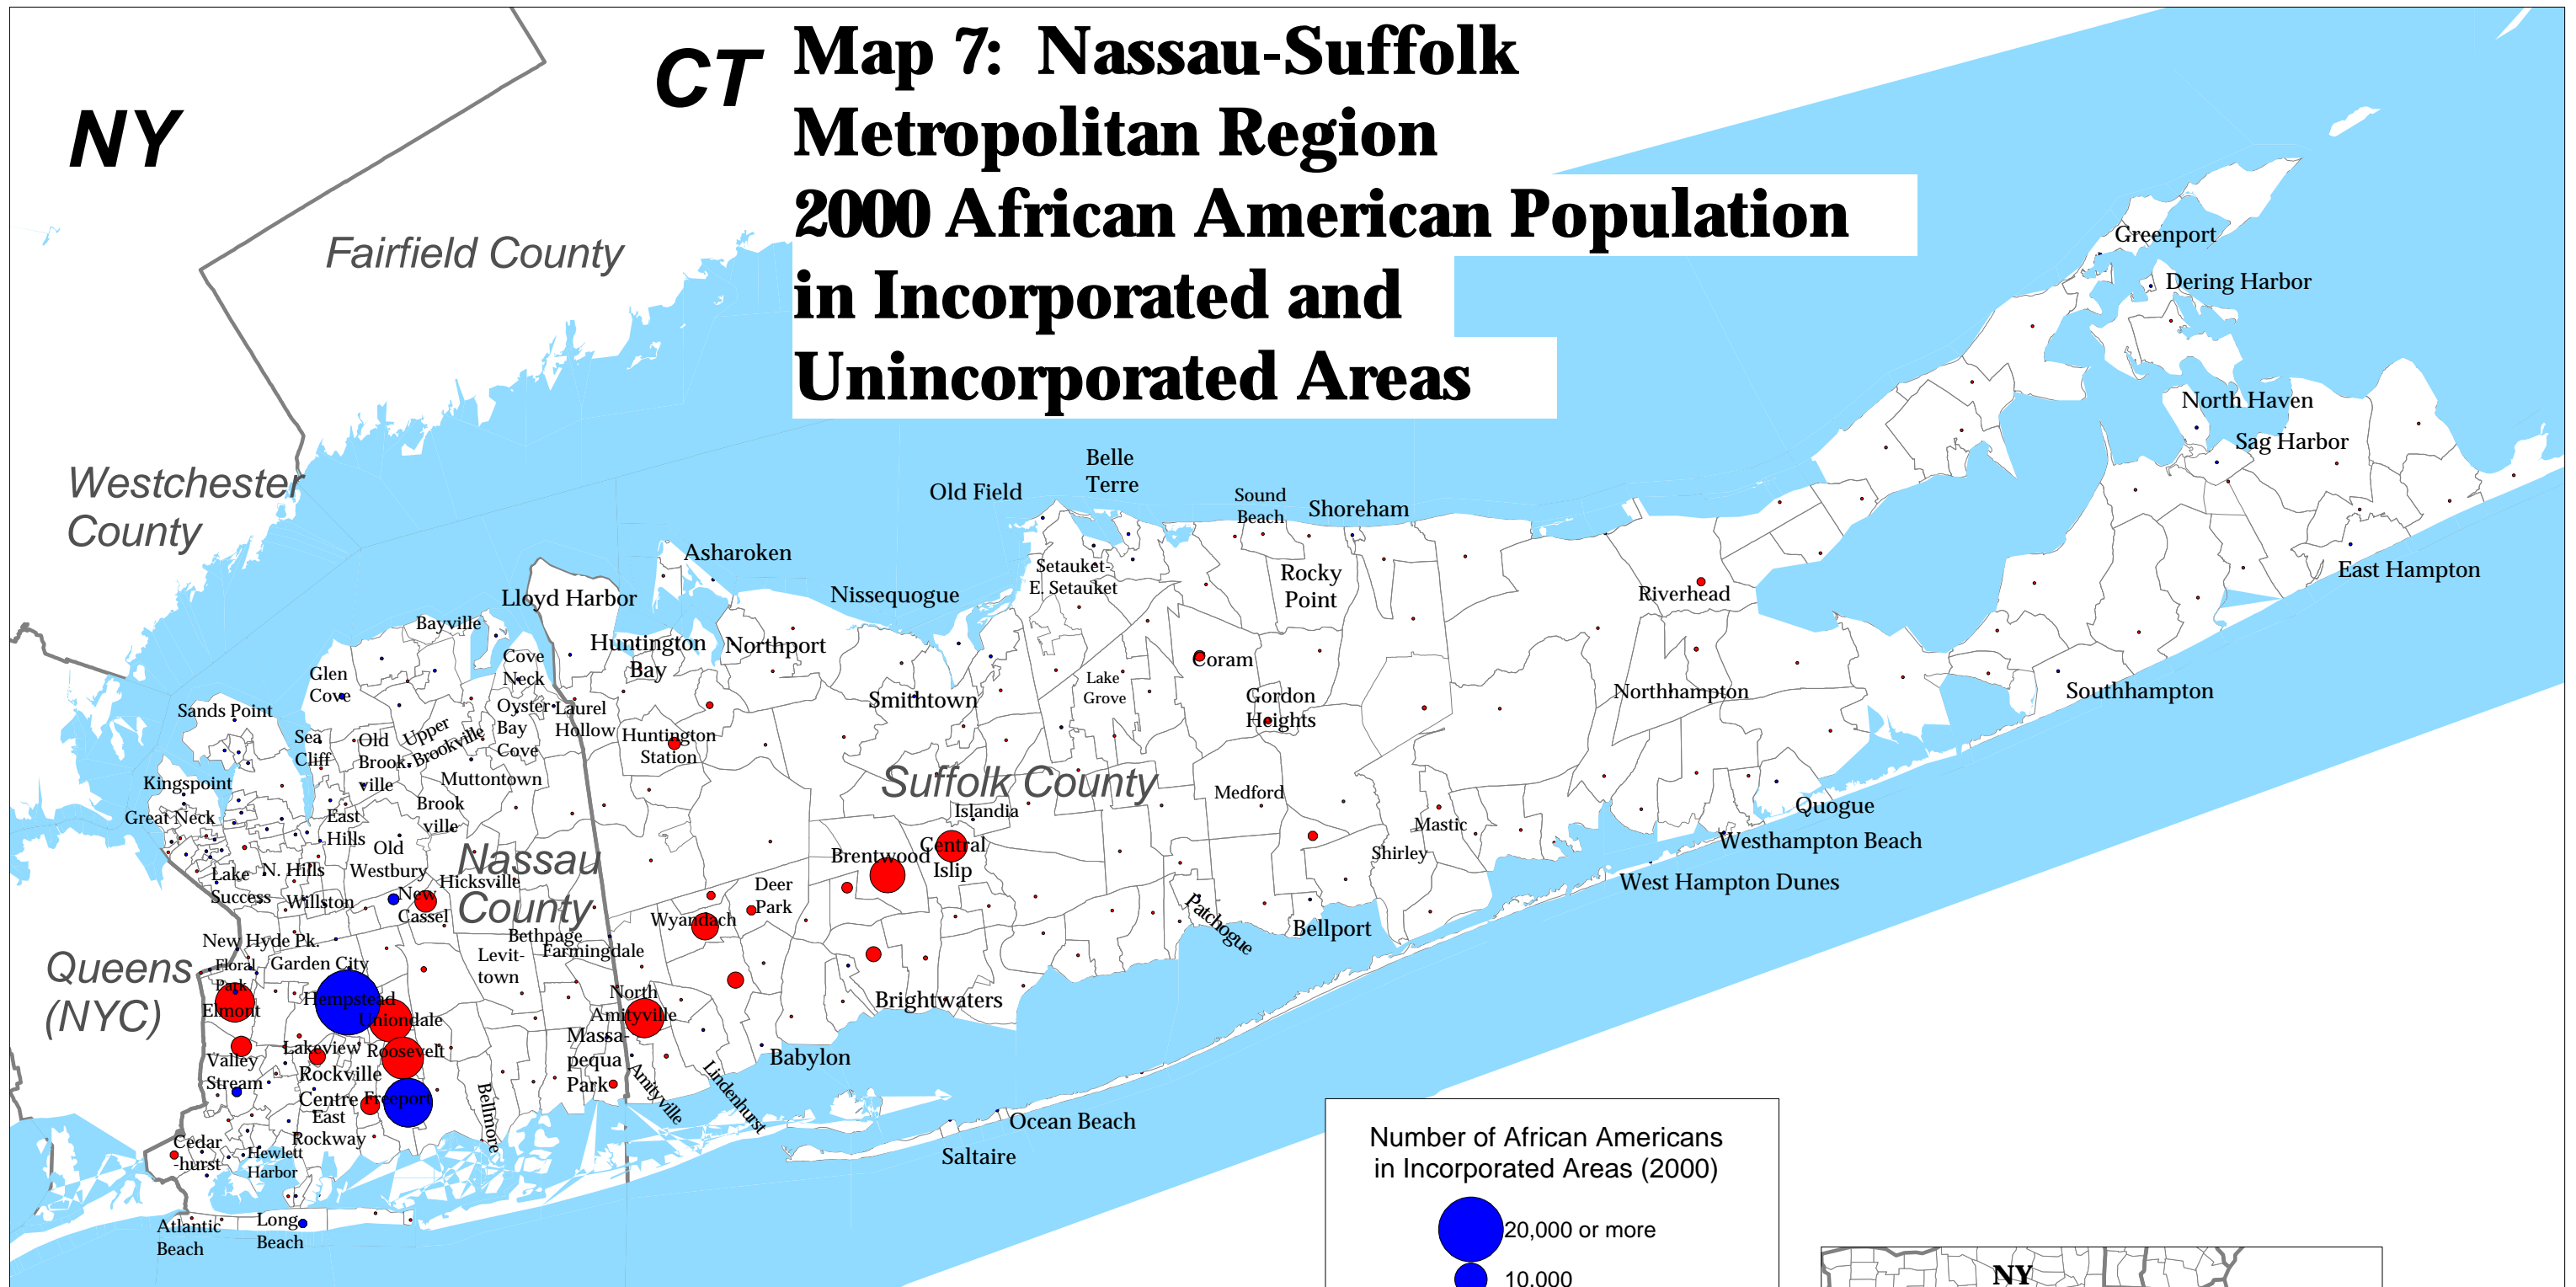 Map 7: Nassau-Suffolk
Metropolitan Region
2000 African American Population
in Incorporated and
Unincorporated Areas
NY
CT
Fairfield County
Westchester
County
Queens
(NYC)
Nassau
County
Suffolk County
Greenport
Dering Harbor
North Haven
Sag Harbor
East Hampton
Southhampton
Riverhead
Northhampton
Quogue
Westhampton Beach
West Hampton Dunes
Old Field
Belle
Terre
Sound
Beach
Shoreham
Setauket-
E. Setauket
Rocky
Point
Asharoken
Nissequogue
Lloyd Harbor
Bayville
Huntington
Bay
Northport
Cove
Neck
Glen
Cove
Sands Point
Smithtown
Lake
Grove
Coram
Gordon
Heights
Oyster
Bay
Cove
Laurel
Hollow
Huntington
Station
Sea
Cliff
Old
Brook-
ville
Upper
Brookville
Muttontown
Kingspoint
Great Neck
East
Hills
Brook
ville
Old
Westbury
Islandia
Central
Islip
Brentwood
Medford
Mastic
Shirley
Lake
Success
N. Hills
Willston
Hicksville
New
Cassel
Deer
Park
Wyandach
Patchogue
Bellport
New Hyde Pk.
Bethpage
Farmingdale
Levit-
town
Floral
Park
Garden City
Elmont
Hempstead
Uniondale
North
Amityville
Brightwaters
Massa-
pequa
Park
Babylon
Valley
Stream
Lakeview
Roosevelt
Rockville
Centre
Freeport
East
Rockway
Bellmore
Amityville
Lindenhurst
Cedar
-hurst
Hewlett
Harbor
Ocean Beach
Saltaire
Atlantic
Beach
Long
Beach
Number of African Americans
in Incorporated Areas (2000)
20,000 or more
10,000
NY